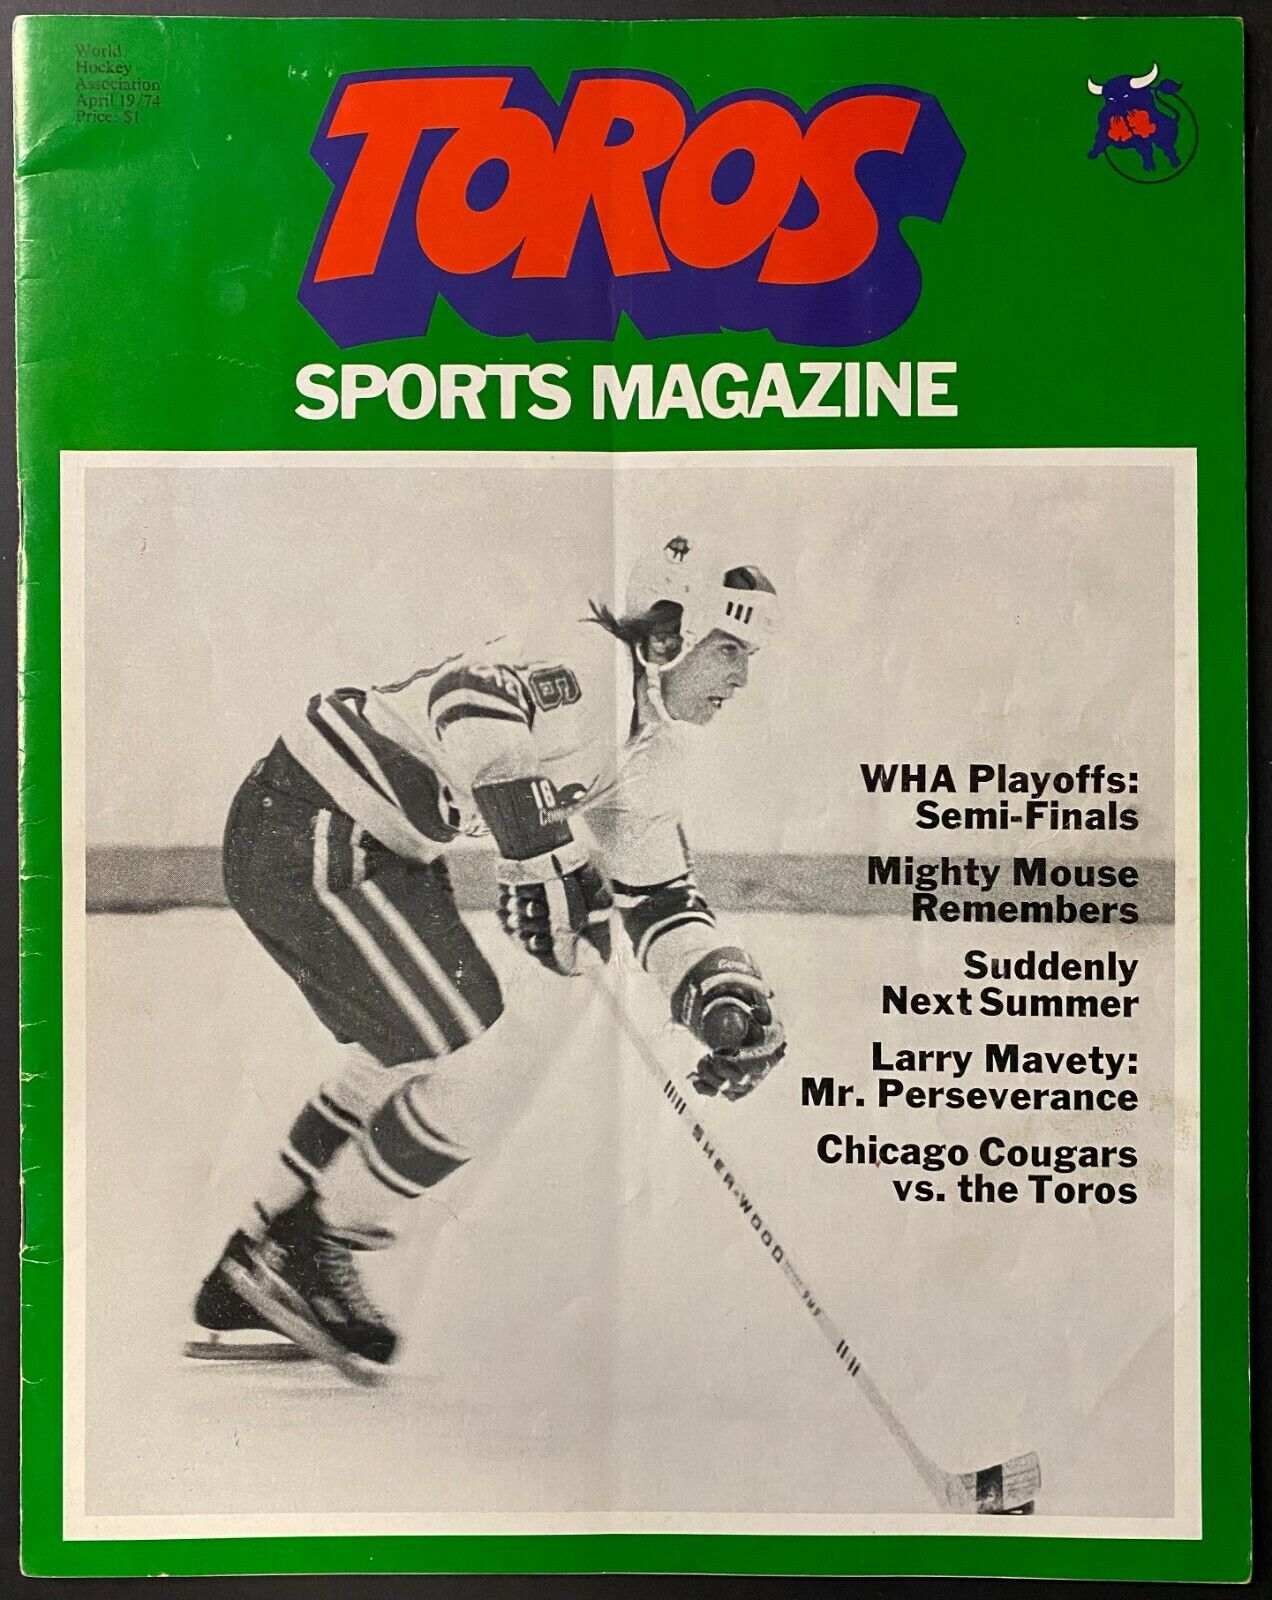 World
Hockey
Association
April 19/74
Price: $1
TOROS
SPORTS MAGAZINE
16
WHA Playoffs:
Semi-Finals
Mighty Mouse
Remembers
Suddenly
Next Summer
Larry Mavety:
Mr. Perseverance
Chicago Cougars
vs. the Toros
SHER-WOOD